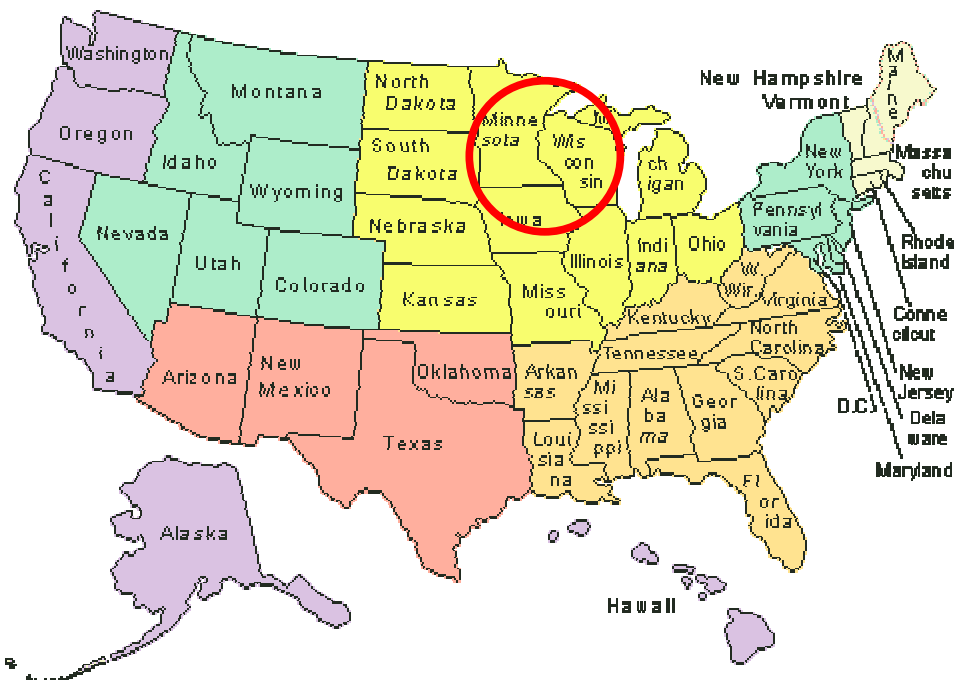 Washington
Oregon
C
a
l
i
f
o
r
n
i
a
Montana
Idaho
Wyoming
Nevada
Utah
Colorado
North
Dakota
South
Dakota
Nebraska
Kansas
Minne
sota
Wis
con
sin
Iowa
Miss
ouri
Illinois
Indi
ana
Ohio
ch
igan
Arizona
New
Mexico
Oklahoma
Texas
Arkan
sas
Loui
sia
na
Mi
ssi
ssi
ppi
Ala
ba
ma
Geor
gia
Fl
or
ida
Tennessee
Kentucky
W.
Vir.
Virginia
North
Carolina
S.Caro
lina
Pennsyl
vania
New
York
New Hampshire
Vermont
M
a
i
n
e
Massa
chu
setts
Rhode
Island
Conne
cticut
New
Jersey
Dela
ware
Maryland
D.C.
Alaska
Hawaii